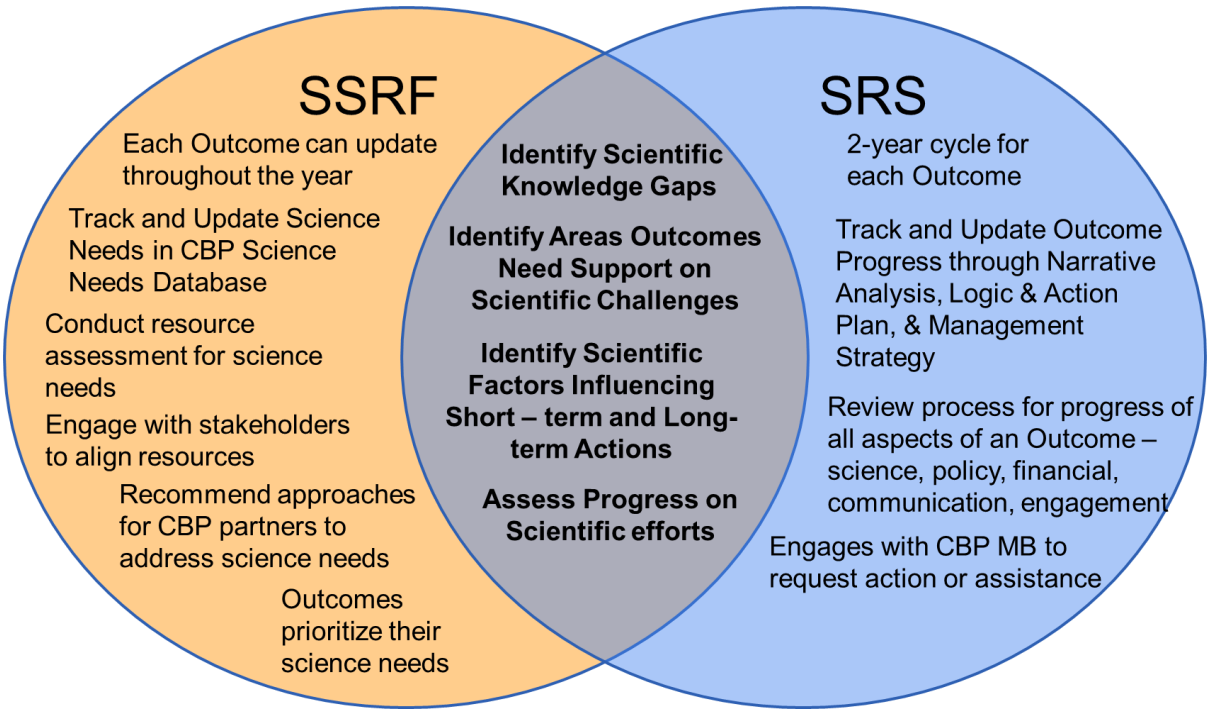 SSRF
Each Outcome can update
throughout the year
Track and Update Science
Needs in CBP Science
Needs Database
Conduct resource
assessment for science
needs
Engage with stakeholders
to align resources
Recommend approaches
for CBP partners to
address science needs
Outcomes
prioritize their
science needs
Identify Scientific
Knowledge Gaps
Identify Areas Outcomes
Need Support on
Scientific Challenges
Identify Scientific
Factors Influencing
Short – term and Long-
term Actions
Assess Progress on
Scientific efforts
SRS
2-year cycle for
each Outcome
Track and Update Outcome
Progress through Narrative
Analysis, Logic & Action
Plan, & Management
Strategy
Review process for progress of
all aspects of an Outcome –
science, policy, financial,
communication, engagement
Engages with CBP MB to
request action or assistance